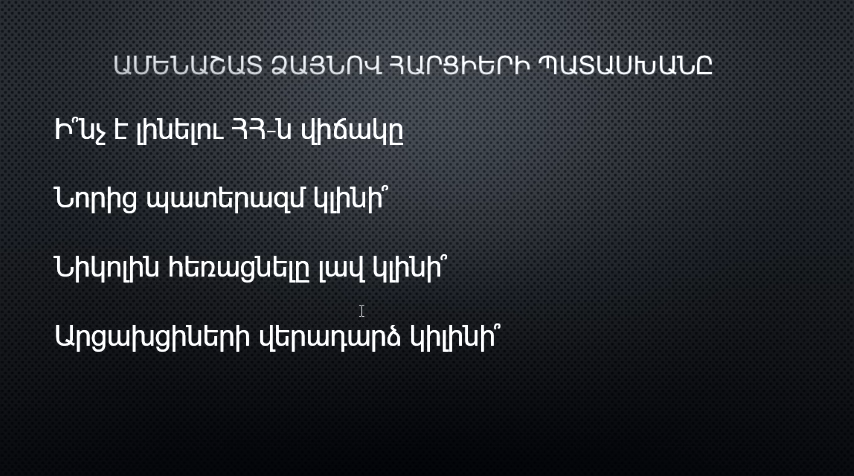 ԱՄԵՆԱՇԱՏ ՁԱՅՆՈՎ ՀԱՐՑԻԵՐԻ ՊԱՏԱՍԽԱՆԸ
Ի՞նչ է լինելու ՀՀ-ն վիճակը
Նորից պատերազմ կլինի՞
Նիկոլին հեռացնելը լավ կլինի՞
Արցախցիների վերադարձ կիլինի՞